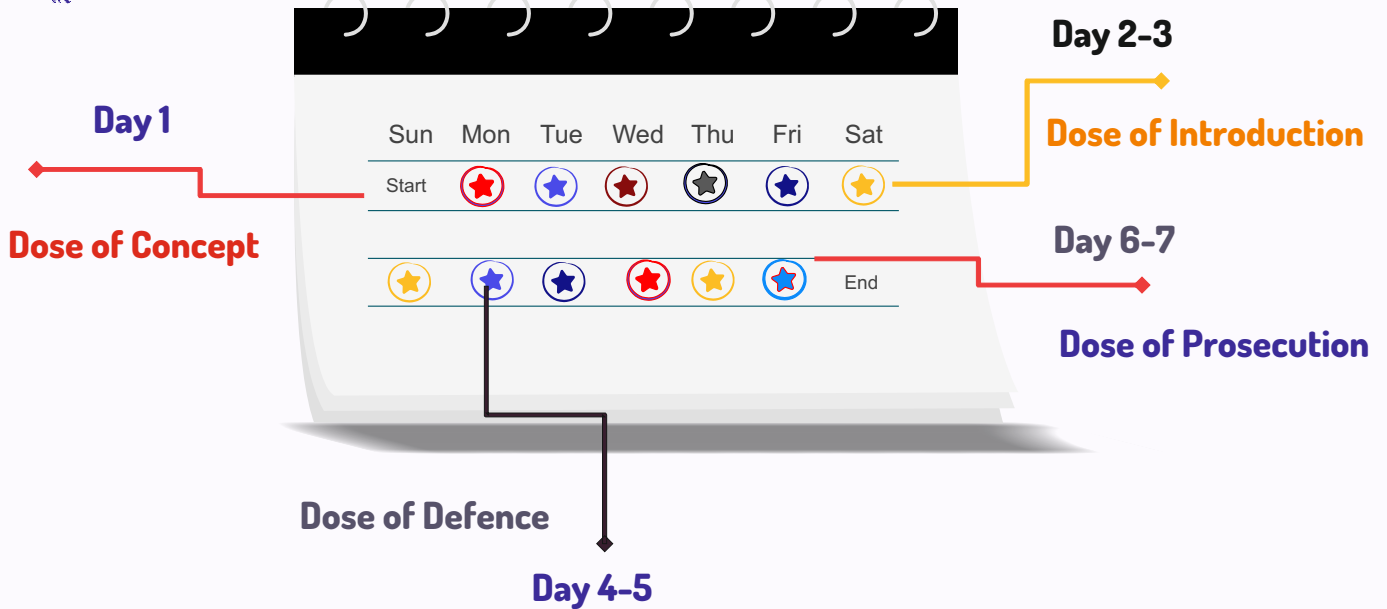 Day 2-3
Day 1
Dose of Introduction
Sun Mon Tue Wed Thu Fri Sat
Start
Dose of Concept
Day 6-7
End
Dose of Prosecution
Dose of Defence
Day 4-5